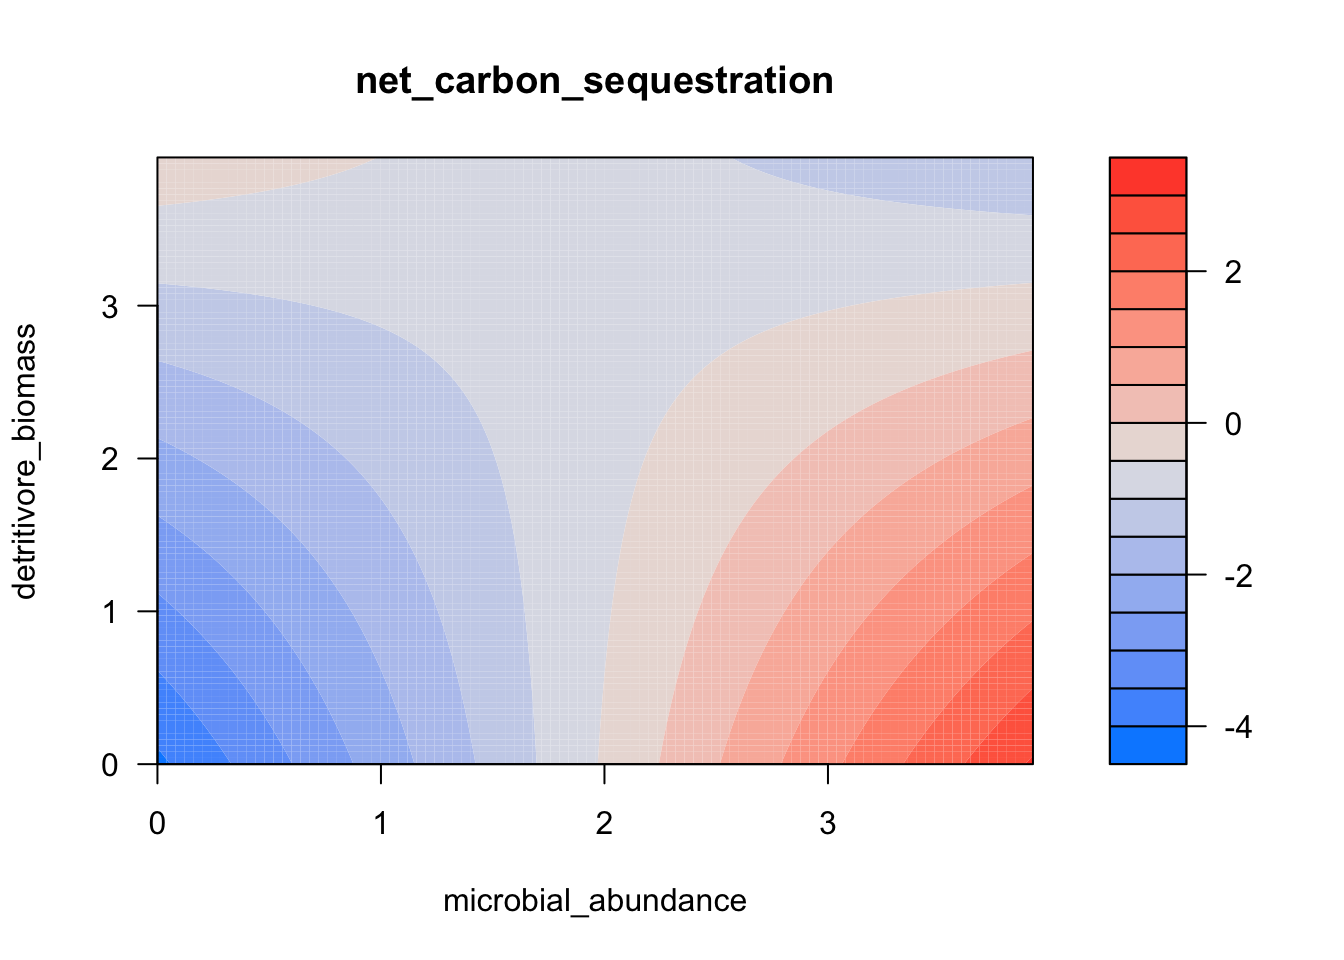 net_carbon_sequestration
detritivore_biomass
3
2
1
0
0 1 2 3
microbial_abundance
2
0
-2
-4